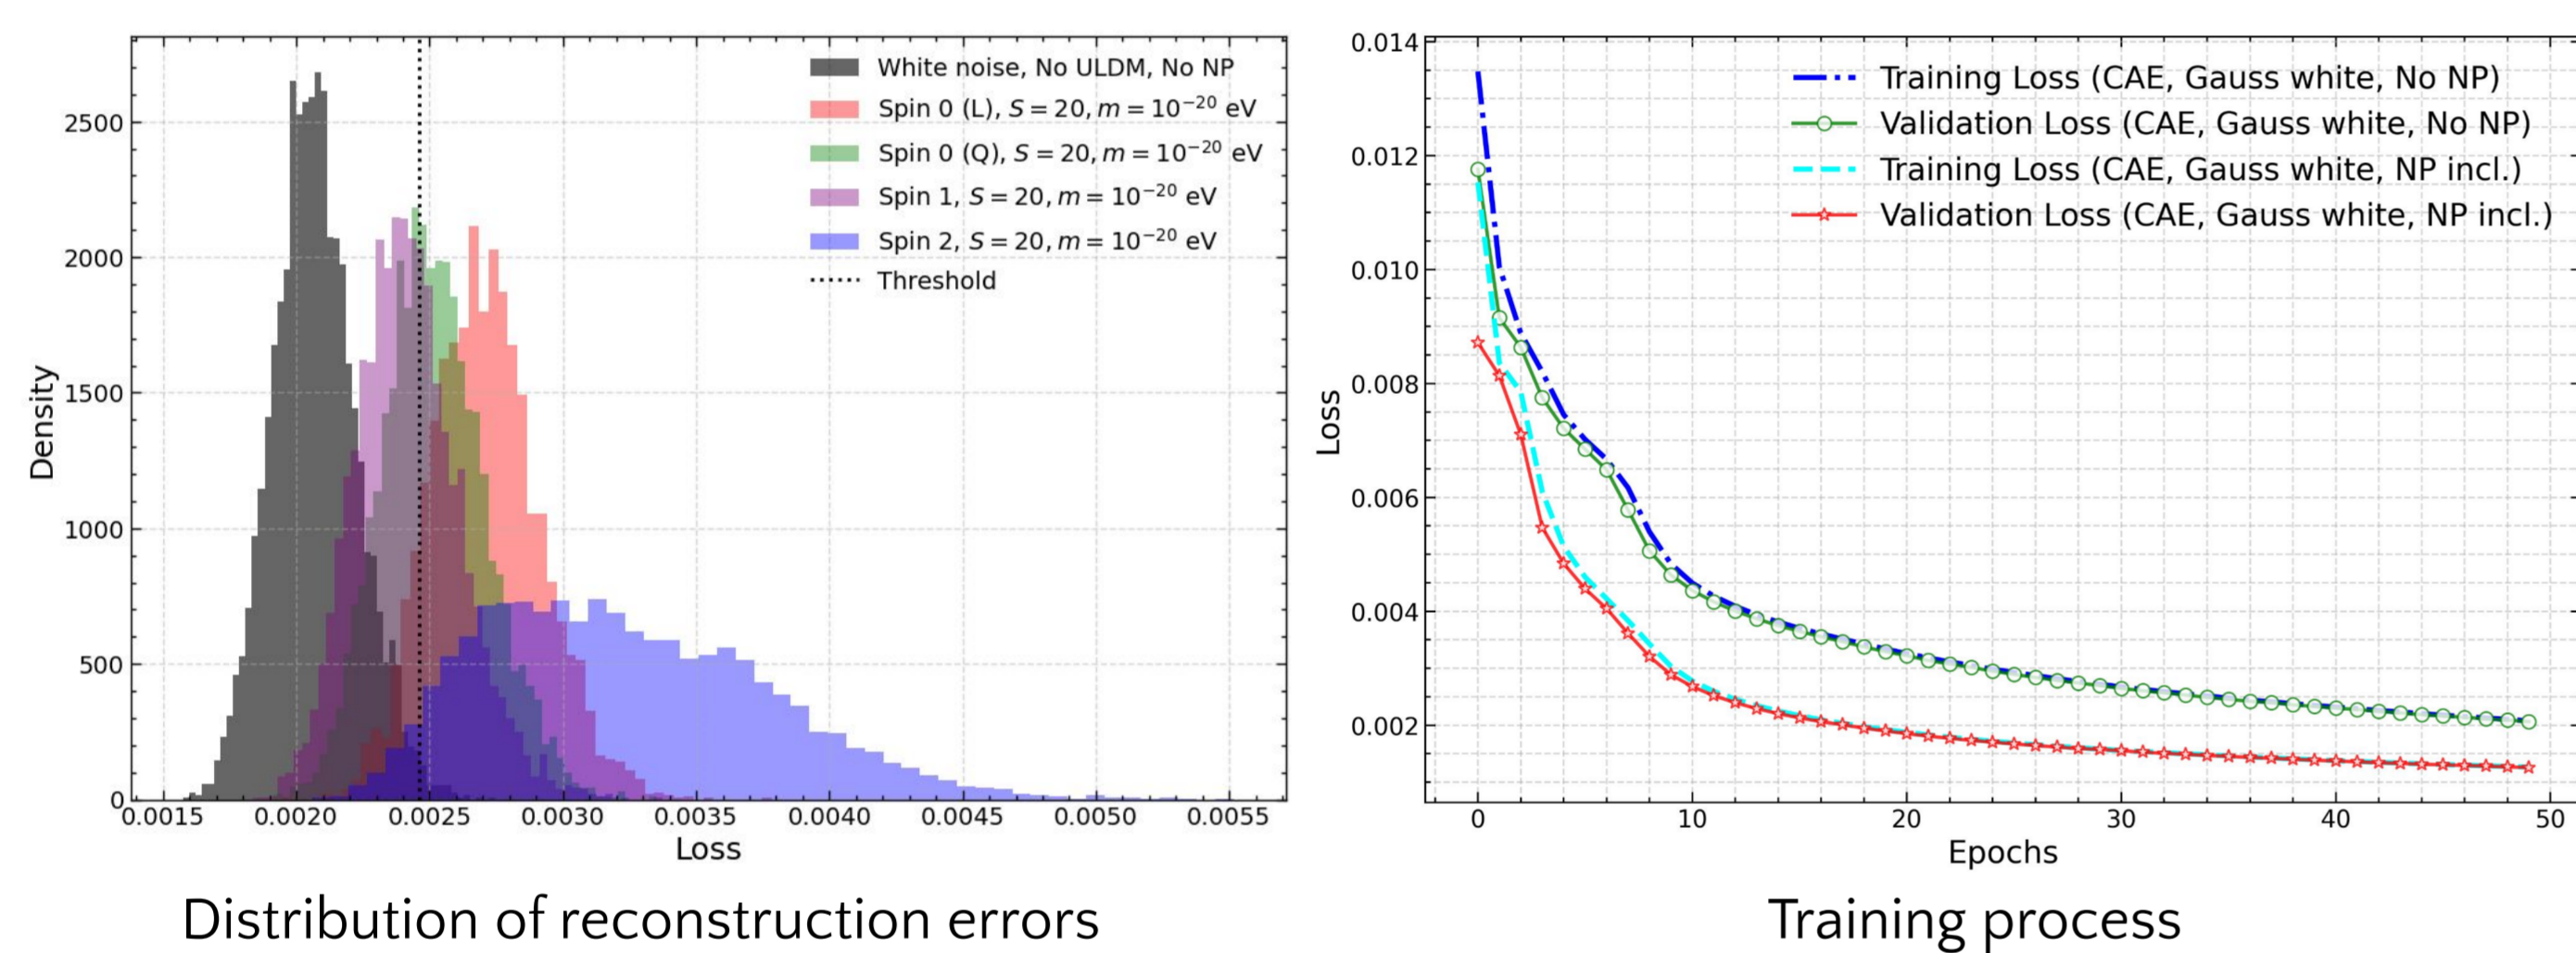 White noise, No ULDM, No NP
Spin 0 (L), S = 20, m = 10⁻²⁰ eV
Spin 0 (Q), S = 20, m = 10⁻²⁰ eV
Spin 1, S = 20, m = 10⁻²⁰ eV
Spin 2, S = 20, m = 10⁻²⁰ eV
Threshold
Density
2500
2000
1500
1000
500
0
0.0015 0.0020 0.0025 0.0030 0.0035 0.0040 0.0045 0.0050 0.0055
Loss
Distribution of reconstruction errors
Training Loss (CAE, Gauss white, No NP)
Validation Loss (CAE, Gauss white, No NP)
Training Loss (CAE, Gauss white, NP incl.)
Validation Loss (CAE, Gauss white, NP incl.)
Loss
0.014
0.012
0.010
0.008
0.006
0.004
0.002
0 10 20 30 40 50
Epochs
Training process